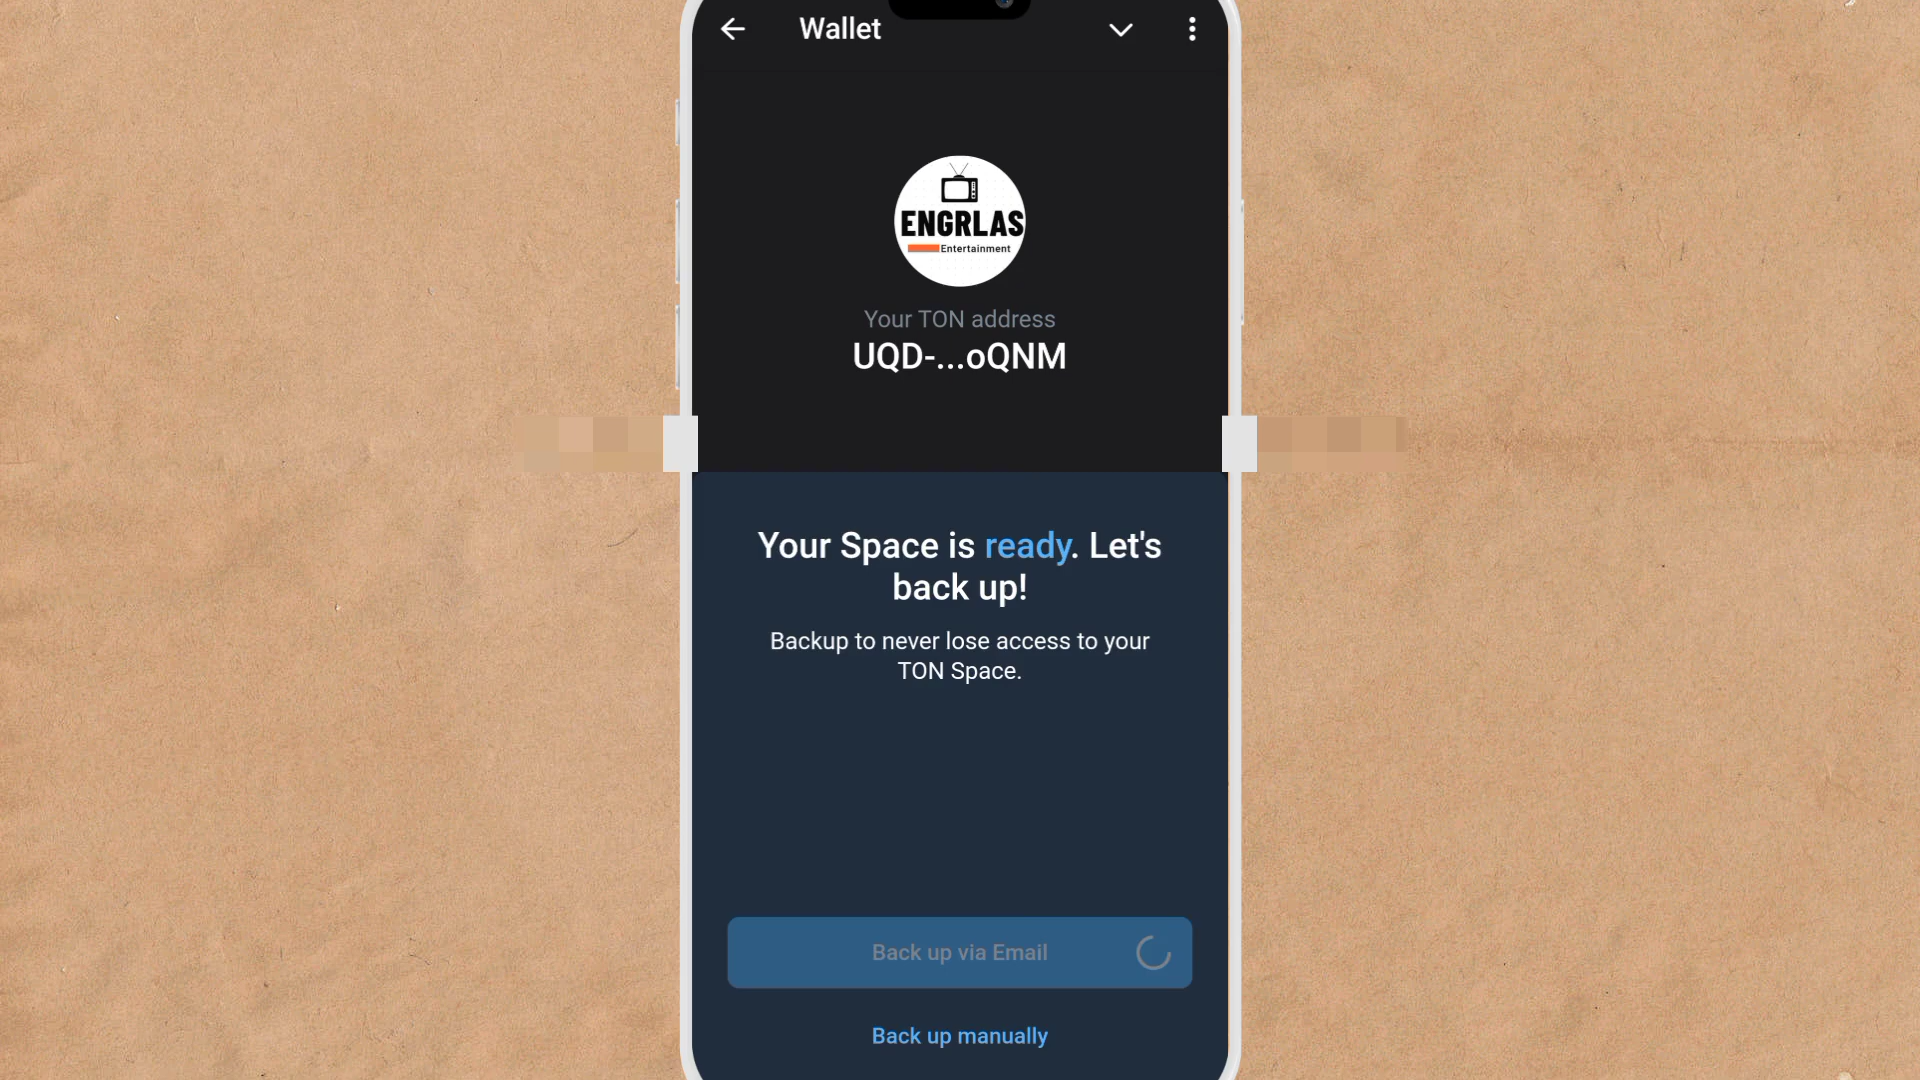 Wallet
ENGRLAS
Entertainment
Your TON address
UQD-...oQNM
Your Space is ready. Let's
back up!
Backup to never lose access to your
TON Space.
Back up via Email
Back up manually